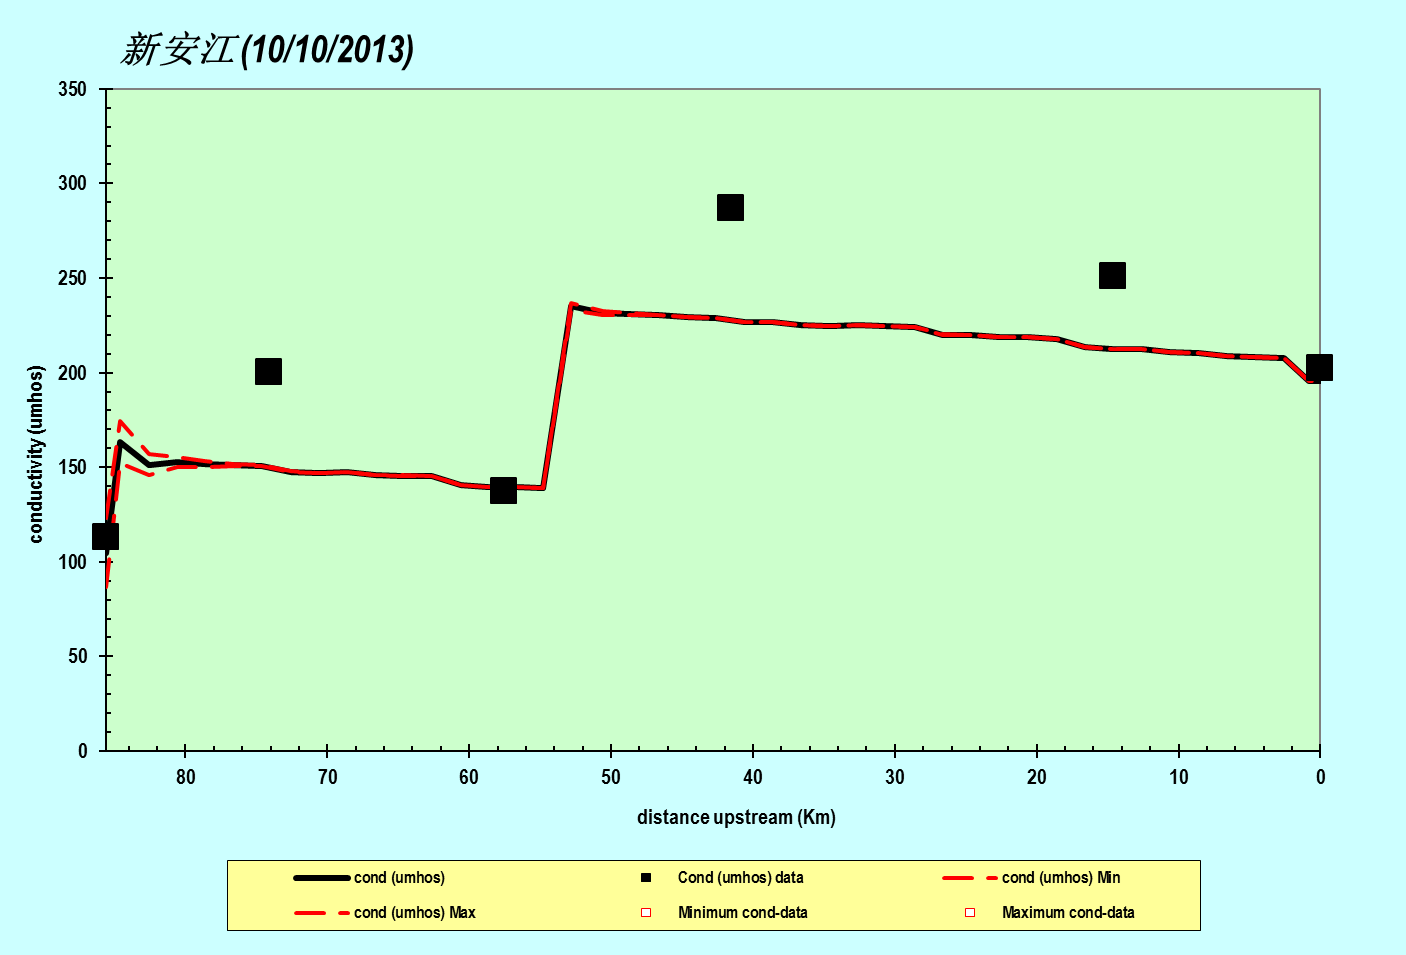 新安江(10/10/2013)
350
300
250
200
150
100
50
0
conductivity (umhos)
80 70 60 50 40 30 20 10 0
distance upstream (Km)
cond (umhos) Cond (umhos) data cond (umhos) Min
cond (umhos) Max Minimum cond-data Maximum cond-data